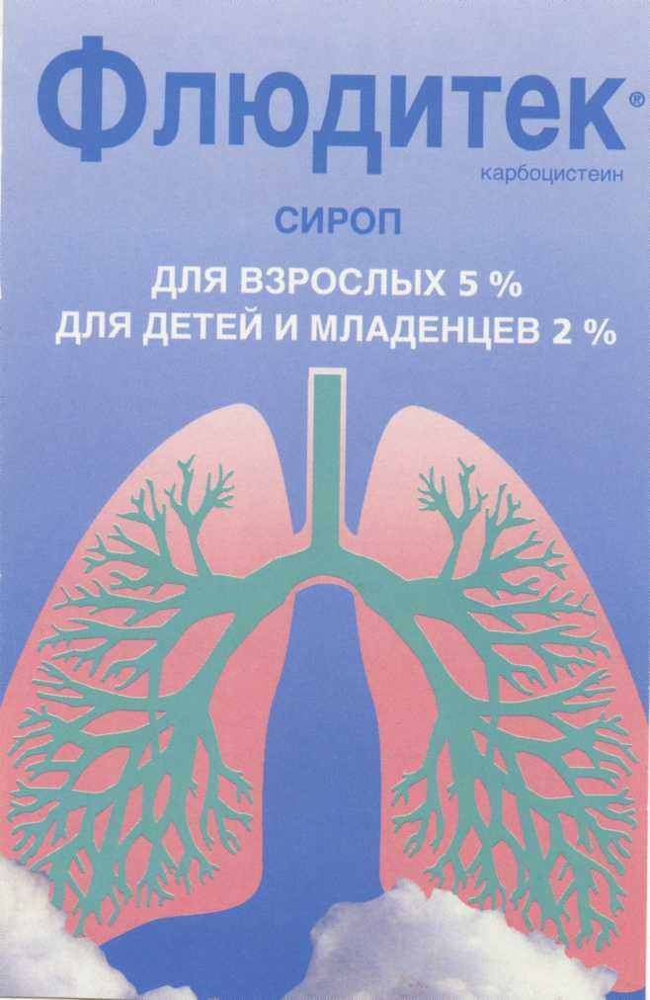 Флюдитек®
карбоцистеин
СИРОП
ДЛЯ ВЗРОСЛЫХ 5 %
ДЛЯ ДЕТЕЙ И МЛАДЕНЦЕВ 2 %